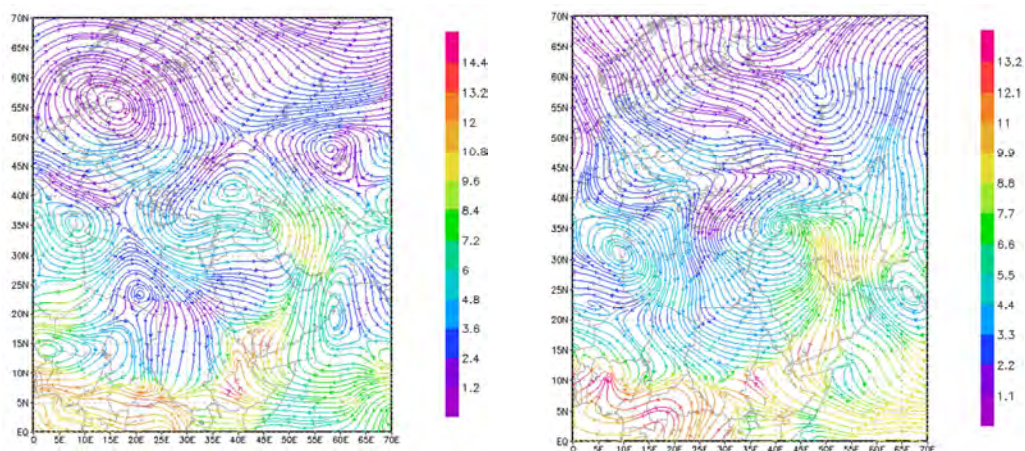 70N
60N
50N
45N
40N
35N
30N
25N
20N
15N
10N
5N
EQ
0 5E 10E 15E 20E 25E 30E 35E 40E 45E 50E 55E 60E 65E 70E
14.4
13.2
12
10.8
9.6
8.4
7.2
6
4.8
3.6
2.4
1.2
70N
60N
50N
45N
40N
35N
30N
25N
20N
15N
10N
5N
EQ
0 5E 10E 15E 20E 25E 30E 35E 40E 45E 50E 55E 60E 65E 70E
13.2
12.1
11
9.9
8.8
7.7
6.6
5.5
4.4
3.3
2.2
1.1